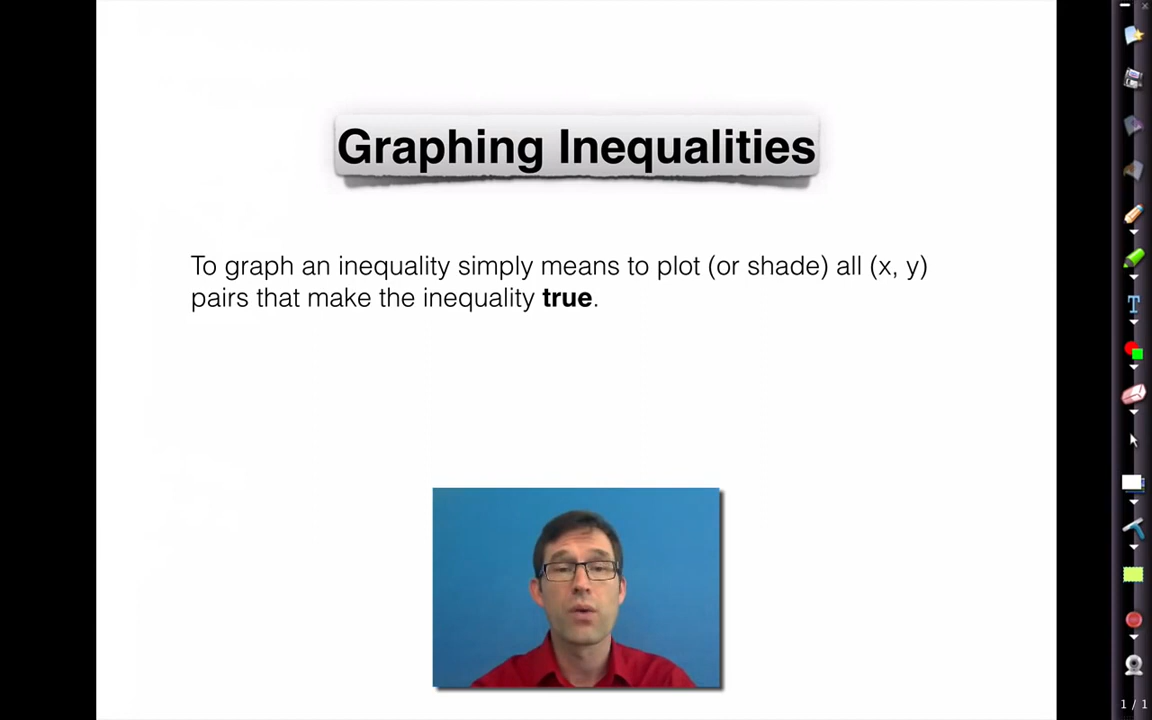 Graphing Inequalities
To graph an inequality simply means to plot (or shade) all (x, y)
pairs that make the inequality true.
T
1 / 1